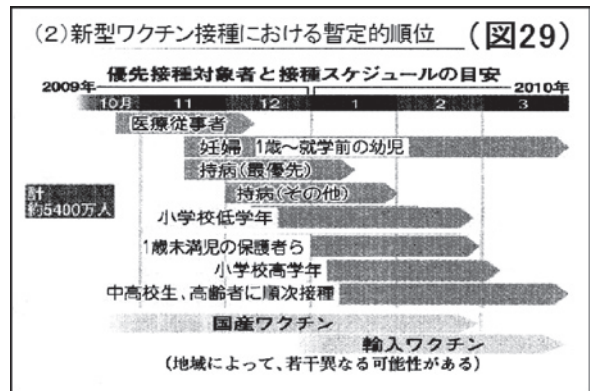 (2)新型ワクチン接種における暫定的順位 (図29)
優先接種対象者と接種スケジュールの目安
2009年 2010年
10月 11 12 1 2 3
医療従事者
妊婦 1歳〜就学前の幼児
持病(最優先)
持病(その他)
計
約5400万人
小学校低学年
1歳未満児の保護者ら
小学校高学年
中高校生、高齢者に順次接種
国産ワクチン
輸入ワクチン
(地域によって、若干異なる可能性がある)